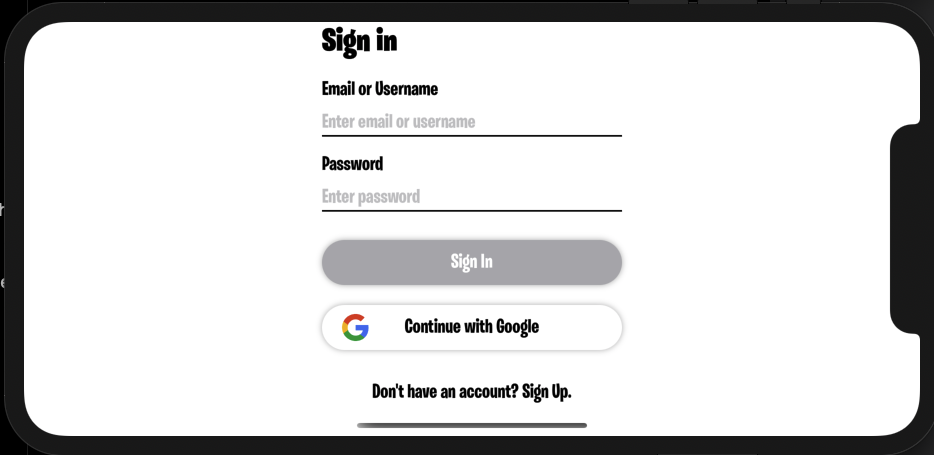 Sign in
Email or Username
Enter email or username
Password
Enter password
Sign In
Continue with Google
Don't have an account? Sign Up.